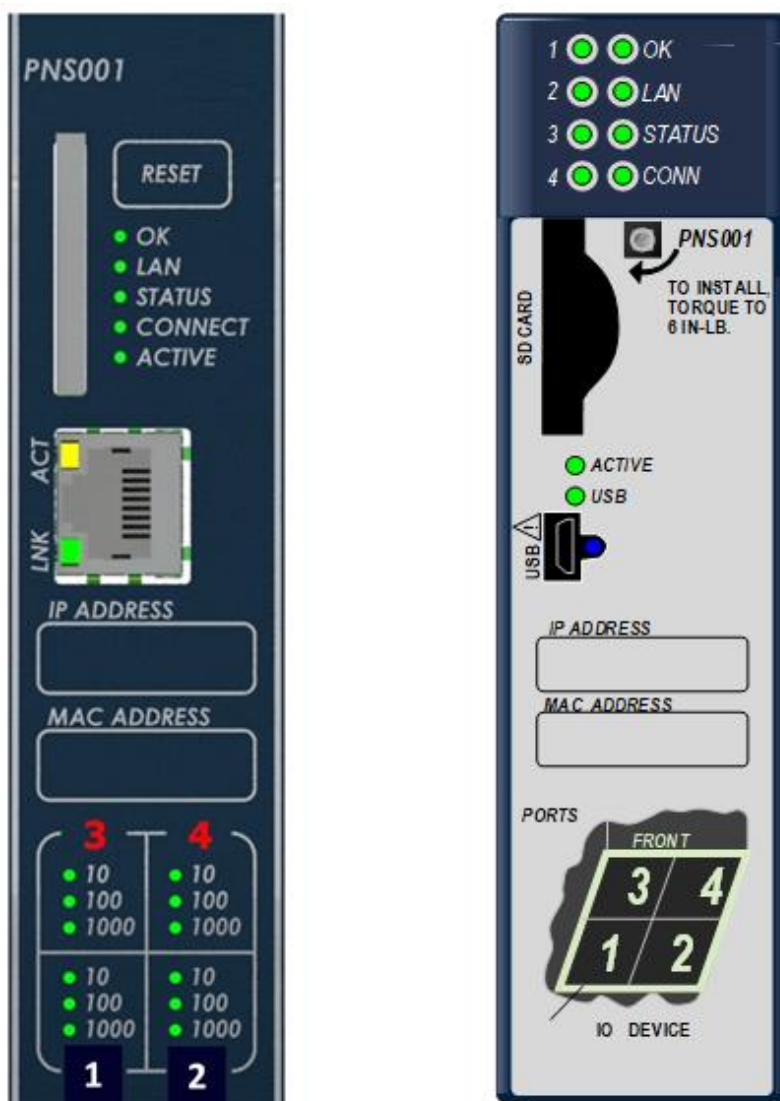 PNS001
RESET
OK
LAN
STATUS
CONNECT
ACTIVE
ACT
LNK
IP ADDRESS
MAC ADDRESS
3 4
10 10
100 100
1000 1000
10 10
100 100
1000 1000
1 2
1 OK
2 LAN
3 STATUS
4 CONN
PNS001
TO INSTALL,
TORQUE TO
6 IN-LB.
SD CARD
ACTIVE
USB
USB
IP ADDRESS
MAC ADDRESS
PORTS
FRONT
3 4
1 2
IO DEVICE